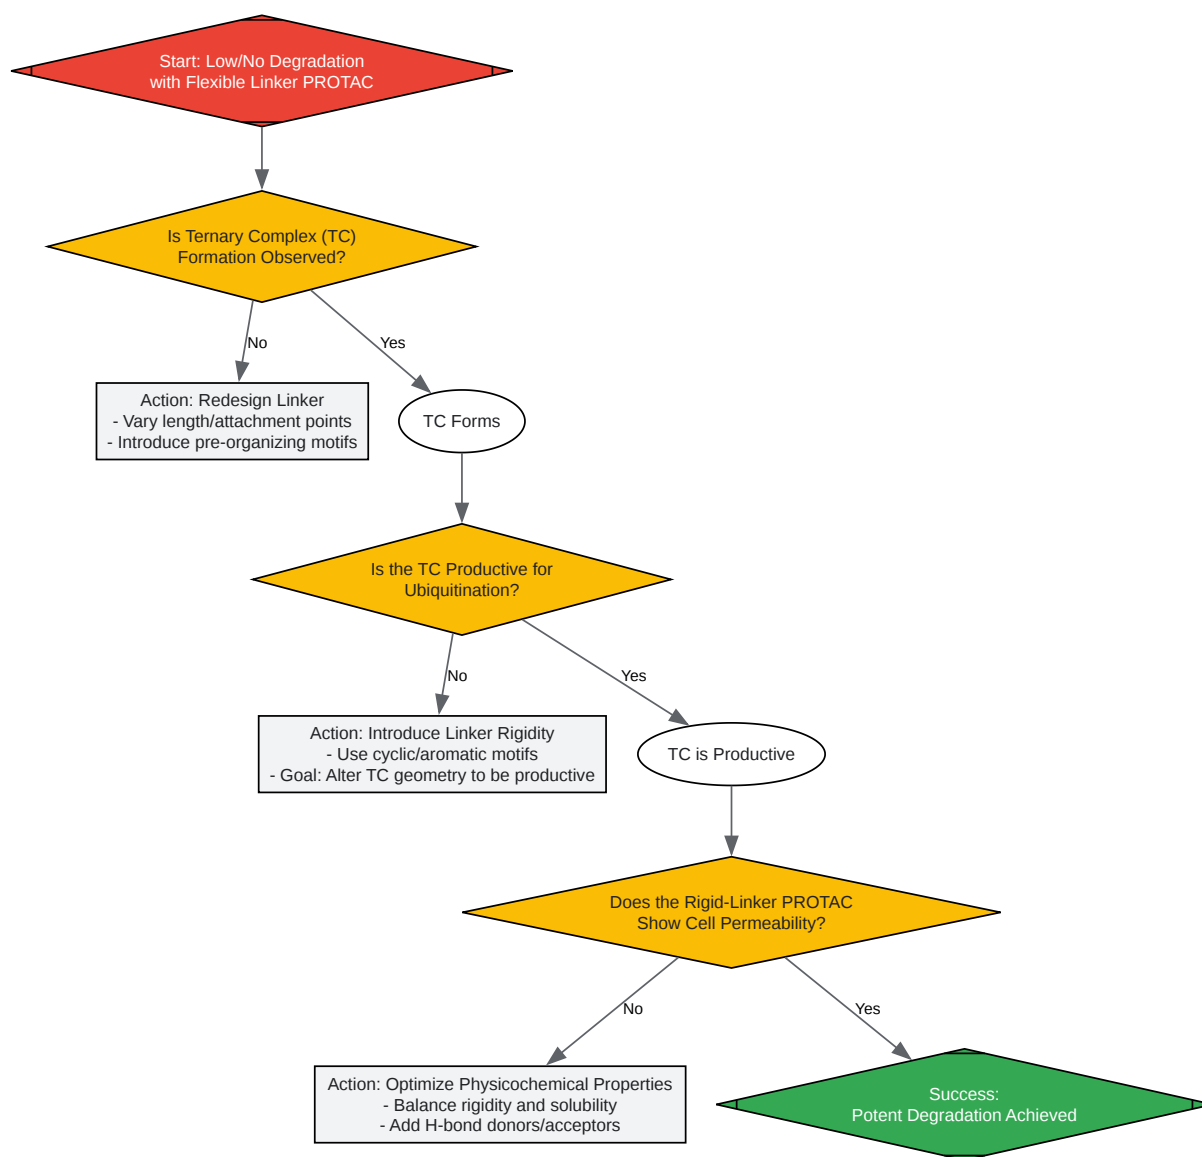 Start: Low/No Degradation
with Flexible Linker PROTAC
Is Ternary Complex (TC)
Formation Observed?
No
Yes
Action: Redesign Linker
- Vary length/attachment points
- Introduce pre-organizing motifs
TC Forms
Is the TC Productive for
Ubiquitination?
No
Yes
Action: Introduce Linker Rigidity
- Use cyclic/aromatic motifs
- Goal: Alter TC geometry to be productive
TC is Productive
Does the Rigid-Linker PROTAC
Show Cell Permeability?
No
Yes
Action: Optimize Physicochemical Properties
- Balance rigidity and solubility
- Add H-bond donors/acceptors
Success:
Potent Degradation Achieved